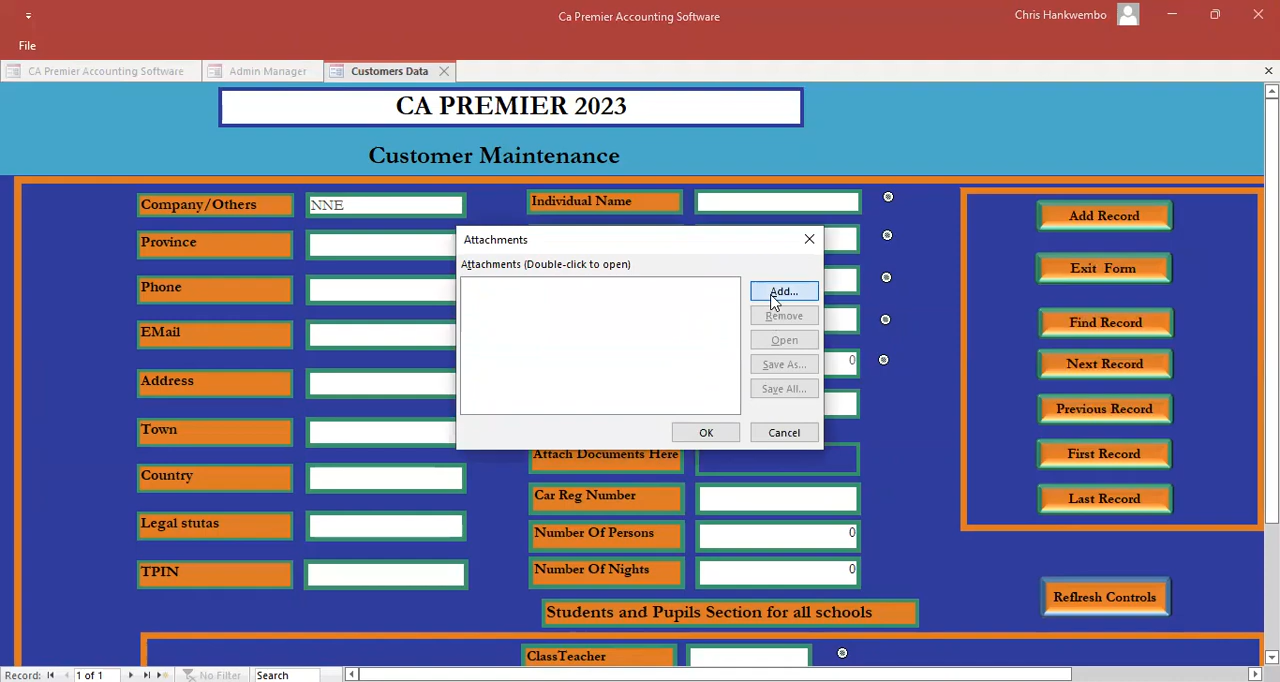 Ca Premier Accounting Software
Chris Hankwembo
File
CA Premier Accounting Software
Admin Manager
Customers Data
CA PREMIER 2023
Customer Maintenance
Company/Others
NNE
Individual Name
Province
Phone
EMail
Address
Town
Country
Legal stutas
TPIN
Attachments
Attachments (Double-click to open)
Add...
Remove
Open
Save As...
Save All...
OK
Cancel
0
Attach Documents Here
Car Reg Number
Number Of Persons
0
Number Of Nights
0
Students and Pupils Section for all schools
ClassTeacher
Add Record
Exit Form
Find Record
Next Record
Previous Record
First Record
Last Record
Reflresh Controls
Record:
1 of 1
No Filter
Search